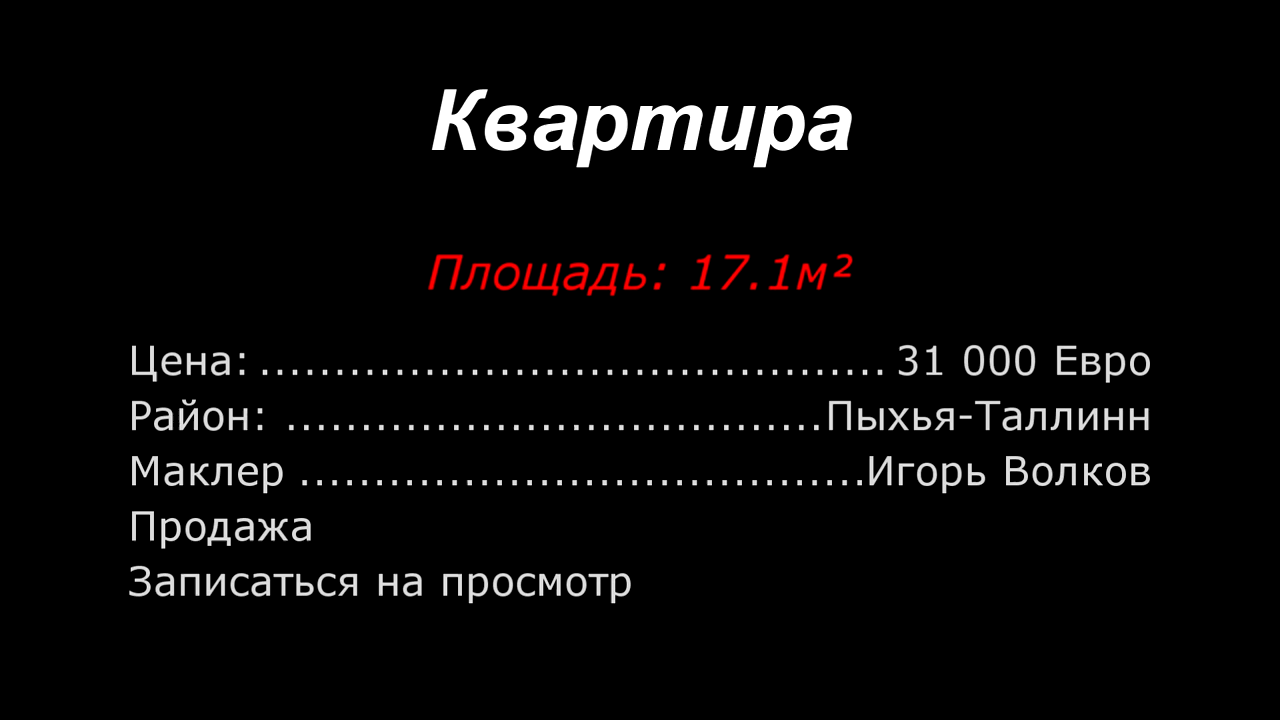 Квартира
Площадь: 17.1м²
Цена: .......................................... 31 000 Евро
Район: ....................................Пыхья-Таллинн
Маклер ......................................Игорь Волков
Продажа
Записаться на просмотр